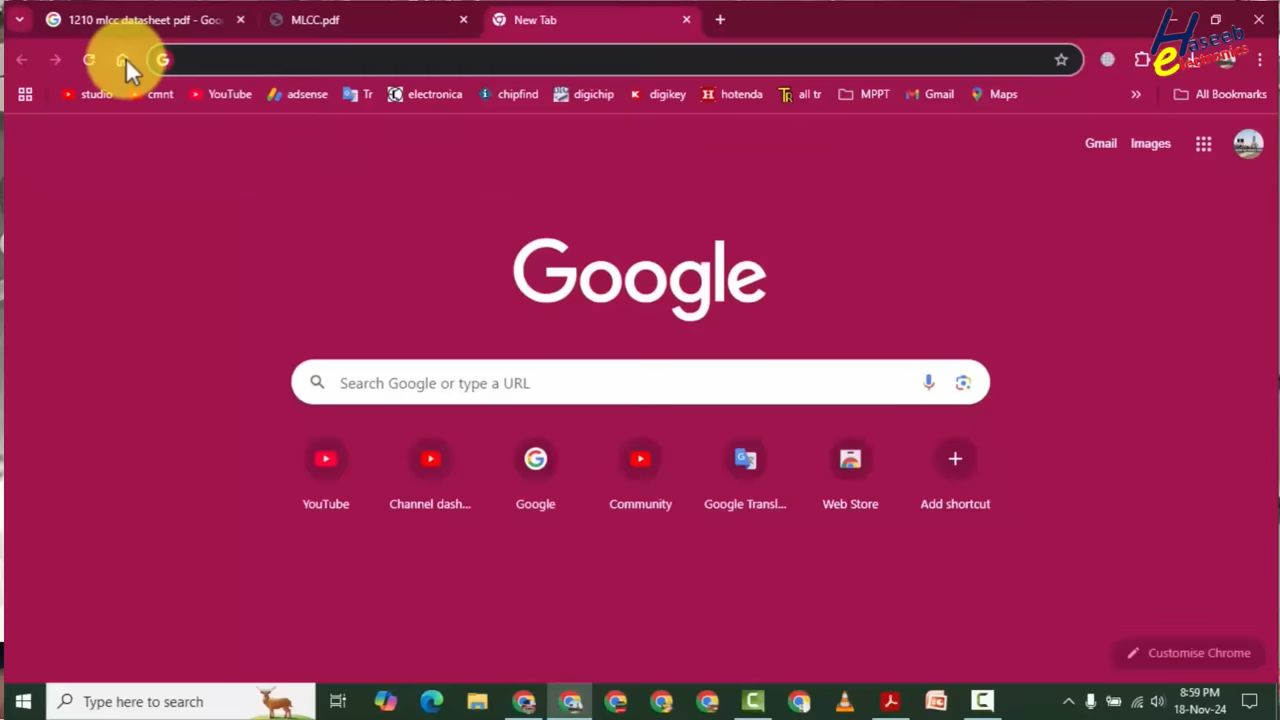 1210 mlcc datasheet pdf - Goo
MLCC.pdf
New Tab
Haseeb
electronics
studio
cmnt
YouTube
adsense
Tr
electronica
chipfind
digichip
digikey
hotenda
all tr
MPPT
Gmail
Maps
All Bookmarks
Gmail
Images
Google
Search Google or type a URL
YouTube
Channel dash...
Google
Community
Google Transl...
Web Store
Add shortcut
Customise Chrome
Type here to search
8:59 PM
18-Nov-24